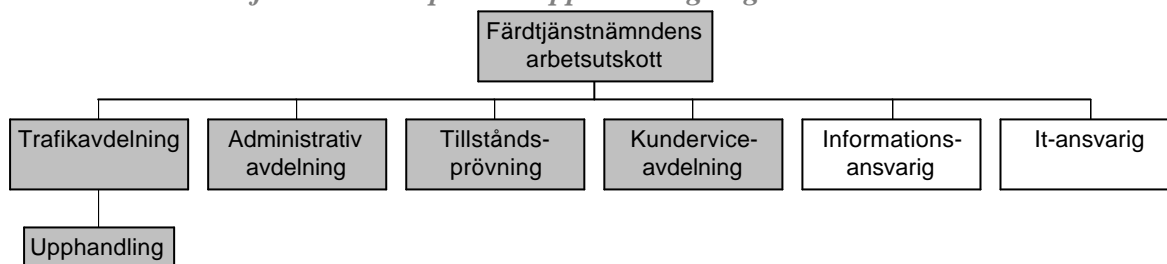 Färdtjänstnämndens
arbetsutskott
Trafikavdelning
Administrativ
avdelning
Tillstånds-
prövning
Kundervice-
avdelning
Informations-
ansvarig
It-ansvarig
Upphandling